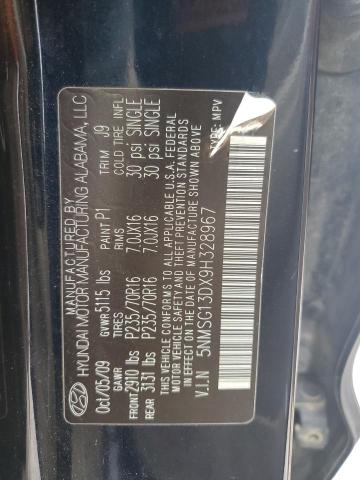 MANUFACTURED BY
HYUNDAI MOTOR MANUFACTURING ALABAMA, LLC
Oct/05/09 GVWR 5115 lbs PAINT P1 TRIM J9
GAWR TIRES RIMS COLD TIRE INFL
FRONT 2910 lbs P235/70R16 7.0JX16 30 psi SINGLE
REAR 3131 lbs P235/70R16 7.0JX16 30 psi SINGLE
THIS VEHICLE CONFORMS TO ALL APPLICABLE U.S.A. FEDERAL
MOTOR VEHICLE SAFETY AND THEFT PREVENTION STANDARDS
IN EFFECT ON THE DATE OF MANUFACTURE SHOWN ABOVE.
V.I.N 5NMSG13DX9H328967 TYPE: MPV